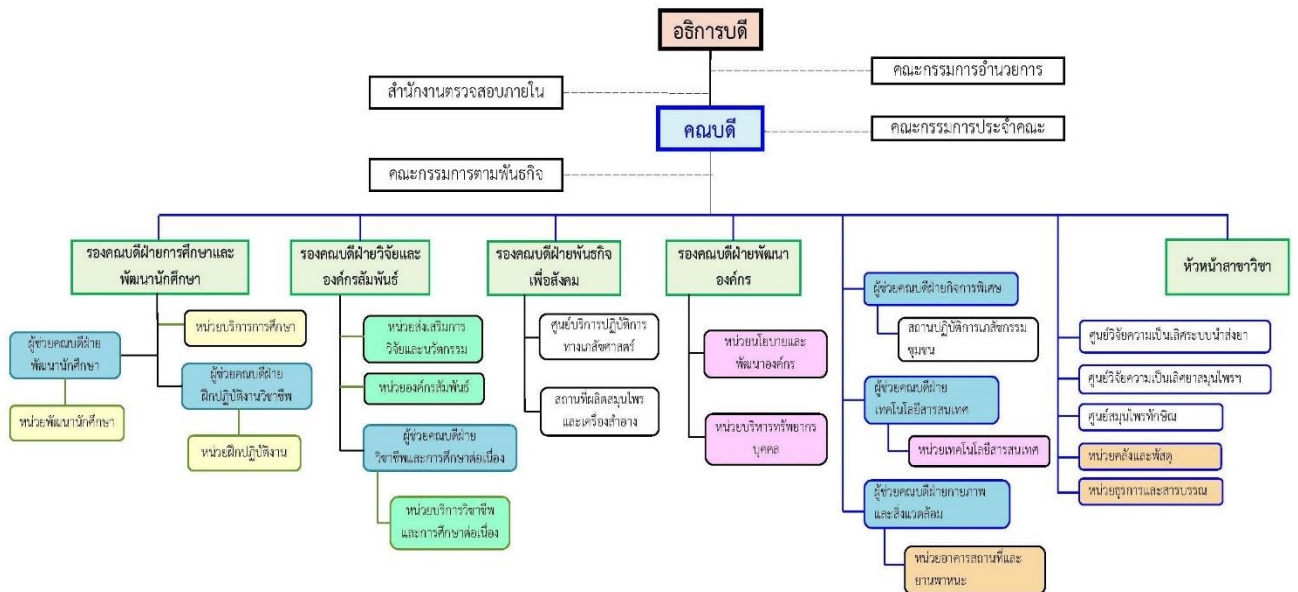 อธิการบดี
คณะกรรมการอำนวยการ
สำนักงานตรวจสอบภายใน
คณบดี
คณะกรรมการประจำคณะ
คณะกรรมการตามพันธกิจ
รองคณบดีฝ่ายการศึกษาและ
พัฒนานักศึกษา
หน่วยบริการการศึกษา
ผู้ช่วยคณบดีฝ่าย
พัฒนานักศึกษา
หน่วยพัฒนานักศึกษา
ผู้ช่วยคณบดีฝ่าย
ฝึกปฏิบัติงานวิชาชีพ
หน่วยฝึกปฏิบัติงาน
รองคณบดีฝ่ายวิจัยและ
องค์กรสัมพันธ์
หน่วยส่งเสริมการ
วิจัยและนวัตกรรม
หน่วยองค์กรสัมพันธ์
ผู้ช่วยคณบดีฝ่าย
วิชาชีพและการศึกษาต่อเนื่อง
หน่วยบริการวิชาชีพ
และการศึกษาต่อเนื่อง
รองคณบดีฝ่ายพันธกิจ
เพื่อสังคม
ศูนย์บริการปฏิบัติการ
ทางเภสัชศาสตร์
สถานที่ผลิตสมุนไพร
และเครื่องสำอาง
รองคณบดีฝ่ายพัฒนา
องค์กร
หน่วยนโยบายและ
พัฒนาองค์กร
หน่วยบริหารทรัพยากร
บุคคล
ผู้ช่วยคณบดีฝ่ายกิจการพิเศษ
สถานปฏิบัติการเภสัชกรรม
ชุมชน
ผู้ช่วยคณบดีฝ่าย
เทคโนโลยีสารสนเทศ
หน่วยเทคโนโลยีสารสนเทศ
ผู้ช่วยคณบดีฝ่ายกายภาพ
และสิ่งแวดล้อม
หน่วยอาคารสถานที่และ
ยานพาหนะ
ศูนย์วิจัยความเป็นเลิศระบบนำส่งยา
ศูนย์วิจัยความเป็นเลิศยาสมุนไพรฯ
ศูนย์สมุนไพรทักษิณ
หน่วยคลังและพัสดุ
หน่วยธุรการและสารบรรณ
หัวหน้าสาขาวิชา